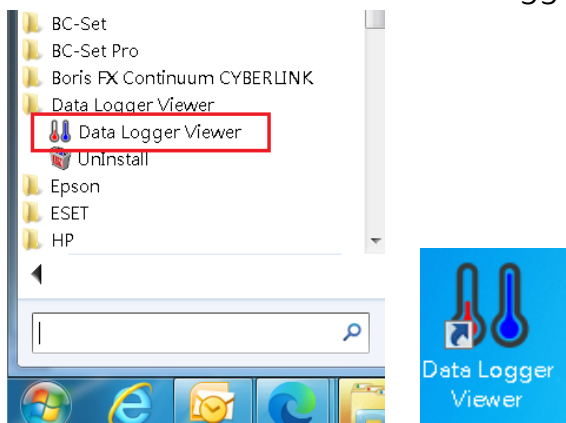 BC-Set
BC-Set Pro
Boris FX Continuum CYBERLINK
Data Logger Viewer
Data Logger Viewer
Uninstall
Epson
ESET
HP
Data Logger
Viewer